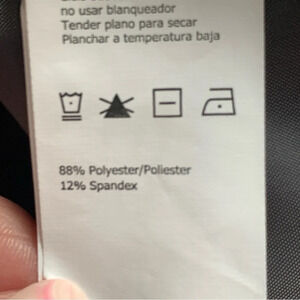 no usar blanqueador
Tender plano para secar
Planchar a temperatura baja
88% Polyester/Poliester
12% Spandex